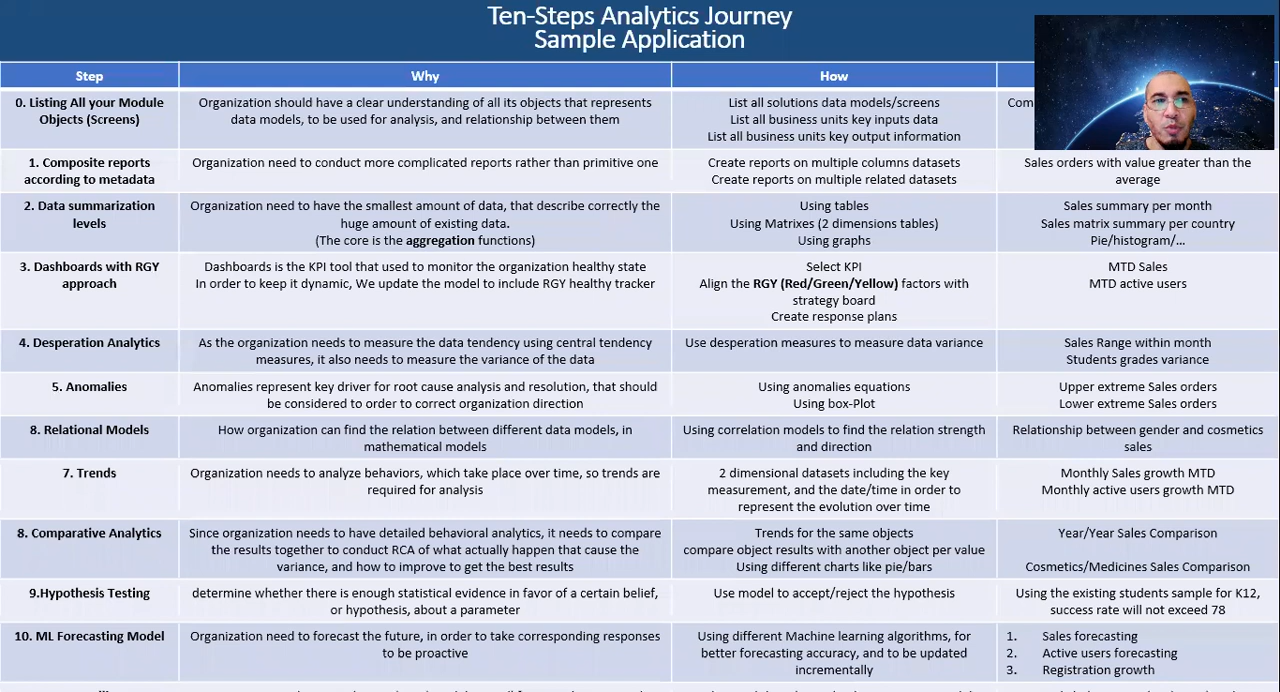 Ten-Steps Analytics Journey
Sample Application
Step
Why
How
0. Listing All your Module
Objects (Screens)
Organization should have a clear understanding of all its objects that represents
data models, to be used for analysis, and relationship between them
List all solutions data models/screens
List all business units key inputs data
List all business units key output information
Com
1. Composite reports
according to metadata
Organization need to conduct more complicated reports rather than primitive one
Create reports on multiple columns datasets
Create reports on multiple related datasets
Sales orders with value greater than the
average
2. Data summarization
levels
Organization need to have the smallest amount of data, that describe correctly the
huge amount of existing data.
(The core is the aggregation functions)
Using tables
Using Matrixes (2 dimensions tables)
Using graphs
Sales summary per month
Sales matrix summary per country
Pie/histogram/...
3. Dashboards with RGY
approach
Dashboards is the KPI tool that used to monitor the organization healthy state
In order to keep it dynamic, We update the model to include RGY healthy tracker
Select KPI
Align the RGY (Red/Green/Yellow) factors with
strategy board
Create response plans
MTD Sales
MTD active users
4. Desperation Analytics
As the organization needs to measure the data tendency using central tendency
measures, it also needs to measure the variance of the data
Use desperation measures to measure data variance
Sales Range within month
Students grades variance
5. Anomalies
Anomalies represent key driver for root cause analysis and resolution, that should
be considered to order to correct organization direction
Using anomalies equations
Using box-Plot
Upper extreme Sales orders
Lower extreme Sales orders
8. Relational Models
How organization can find the relation between different data models, in
mathematical models
Using correlation models to find the relation strength
and direction
Relationship between gender and cosmetics
sales
7. Trends
Organization needs to analyze behaviors, which take place over time, so trends are
required for analysis
2 dimensional datasets including the key
measurement, and the date/time in order to
represent the evolution over time
Monthly Sales growth MTD
Monthly active users growth MTD
8. Comparative Analytics
Since organization needs to have detailed behavioral analytics, it needs to compare
the results together to conduct RCA of what actually happen that cause the
variance, and how to improve to get the best results
Trends for the same objects
compare object results with another object per value
Using different charts like pie/bars
Year/Year Sales Comparison
Cosmetics/Medicines Sales Comparison
9.Hypothesis Testing
determine whether there is enough statistical evidence in favor of a certain belief,
or hypothesis, about a parameter
Use model to accept/reject the hypothesis
Using the existing students sample for K12,
success rate will not exceed 78
10. ML Forecasting Model
Organization need to forecast the future, in order to take corresponding responses
to be proactive
Using different Machine learning algorithms, for
better forecasting accuracy, and to be updated
incrementally
1. Sales forecasting
2. Active users forecasting
3. Registration growth